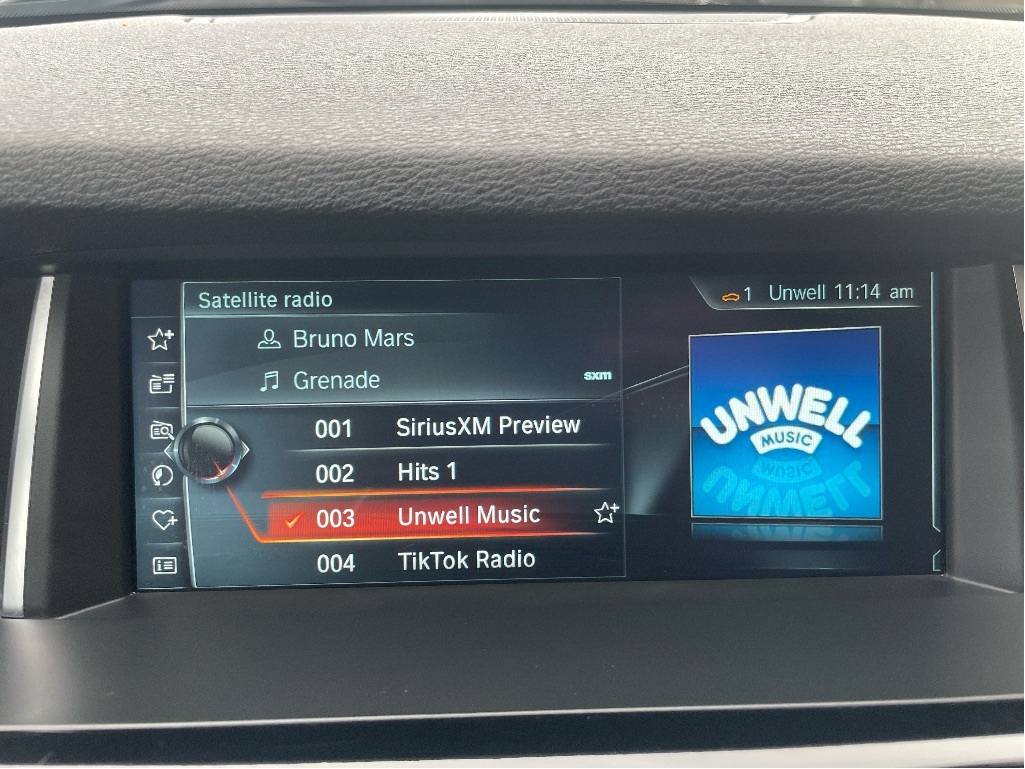 Satellite radio
1 Unwell 11:14 am
Bruno Mars
Grenade
sxm
001 SiriusXM Preview
002 Hits 1
003 Unwell Music
004 TikTok Radio
UNWELL
MUSIC